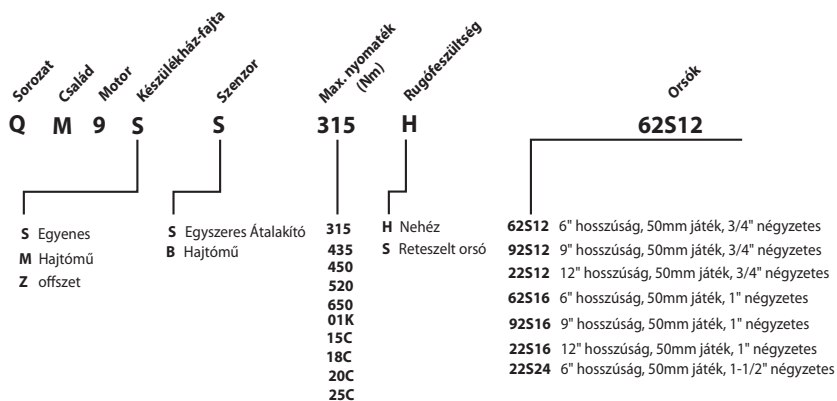 Sorozat
Család
Motor
Készülékház-fajta
Szenzor
Max. nyomaték
(Nm)
Rugófeszültség
Orsók
Q M 9 S S 315 H 62S12
S Egyenes
M Hajtómű
Z offszet
S Egyszeres Átalakító
B Hajtómű
315
435
450
520
650
01K
15C
18C
20C
25C
H Nehéz
S Reteszelt orsó
62S12 6" hosszúság, 50mm játék, 3/4" négyzetes
92S12 9" hosszúság, 50mm játék, 3/4" négyzetes
22S12 12" hosszúság, 50mm játék, 3/4" négyzetes
62S16 6" hosszúság, 50mm játék, 1" négyzetes
92S16 9" hosszúság, 50mm játék, 1" négyzetes
22S16 12" hosszúság, 50mm játék, 1" négyzetes
22S24 6" hosszúság, 50mm játék, 1-1/2" négyzetes